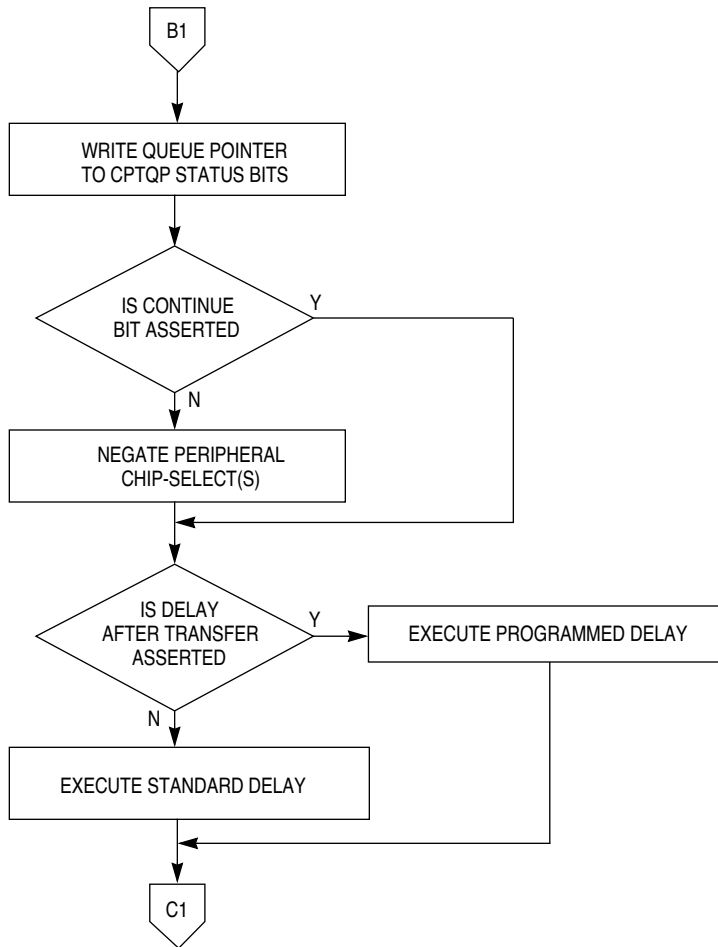 B1
WRITE QUEUE POINTER
TO CPTQP STATUS BITS
IS CONTINUE
BIT ASSERTED
Y
N
NEGATE PERIPHERAL
CHIP-SELECT(S)
IS DELAY
AFTER TRANSFER
ASSERTED
Y
EXECUTE PROGRAMMED DELAY
N
EXECUTE STANDARD DELAY
C1